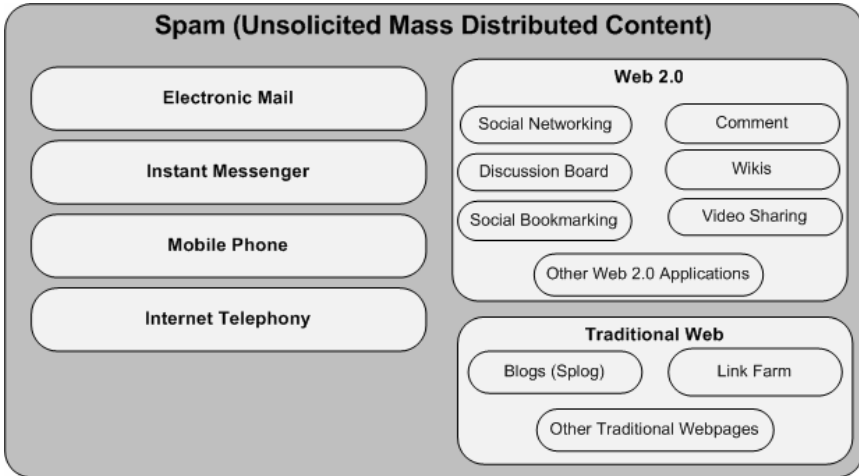 Spam (Unsolicited Mass Distributed Content)
Electronic Mail
Instant Messenger
Mobile Phone
Internet Telephony
Web 2.0
Social Networking
Comment
Discussion Board
Wikis
Social Bookmarking
Video Sharing
Other Web 2.0 Applications
Traditional Web
Blogs (Splog)
Link Farm
Other Traditional Webpages